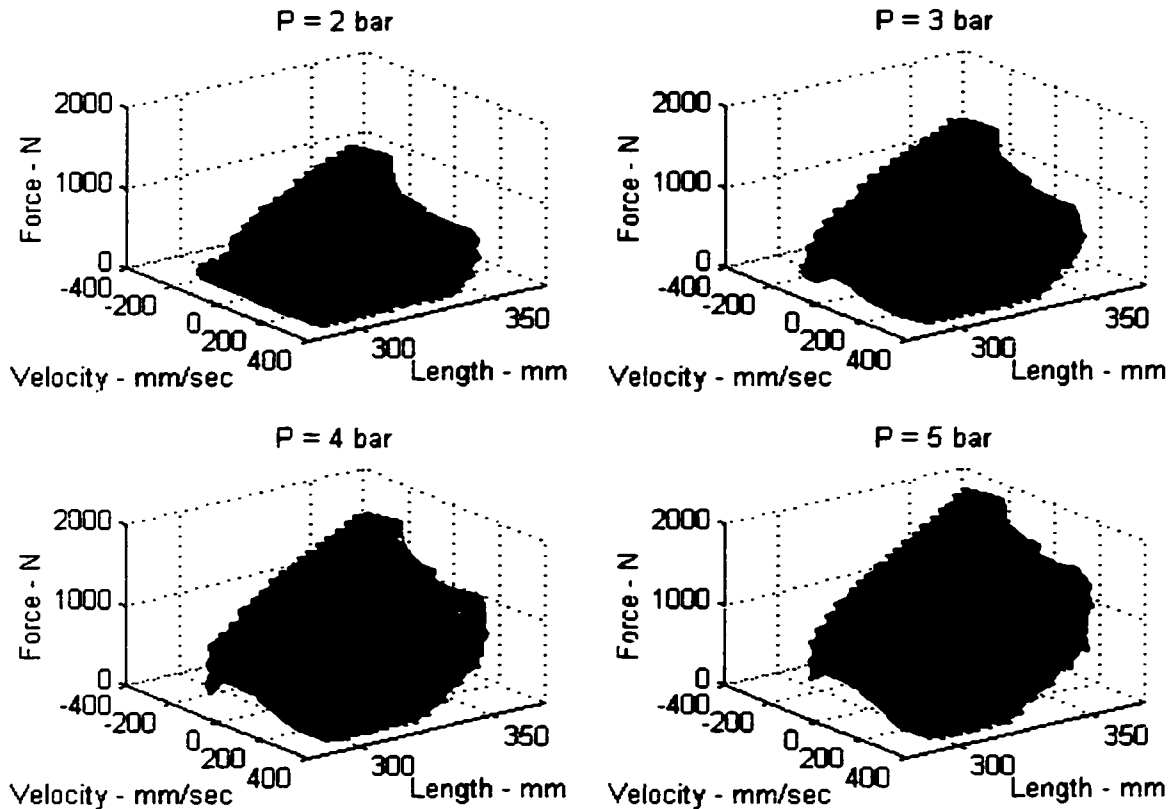 P = 2 bar
2000
1000
0
Force - N
-400
-200
0
200
400
Velocity - mm/sec
300
350
Length - mm
P = 3 bar
2000
1000
0
Force - N
-400
-200
0
200
400
Velocity - mm/sec
300
350
Length - mm
P = 4 bar
2000
1000
0
Force - N
-400
-200
0
200
400
Velocity - mm/sec
300
350
Length - mm
P = 5 bar
2000
1000
0
Force - N
-400
-200
0
200
400
Velocity - mm/sec
300
350
Length - mm